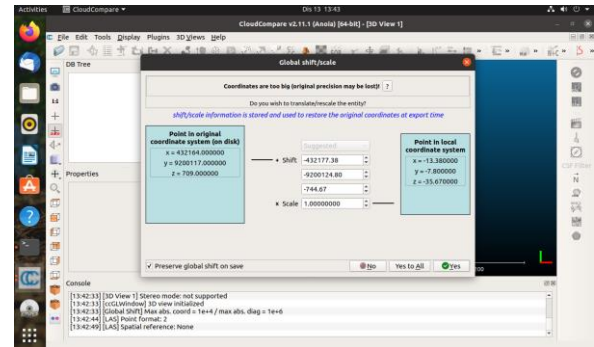 Activities
CloudCompare
Dis 13 13:43
CloudCompare v2.11.1 (Anoia) [64-bit] - [3D View 1]
File Edit Tools Display Plugins 3D Views Help
DB Tree
Global shift/scale
Coordinates are too big (original precision may be lost)! ?
Do you wish to translate/rescale the entity?
shift/scale information is stored and used to restore the original coordinates at export time
Point in original
coordinate system (on disk)
x = 432164.000000
y = 9200117.000000
z = 709.000000
Suggested
+ Shift -432177.38
-9200124.80
-744.67
x Scale 1.00000000
Point in local
coordinate system
x = -13.380000
y = -7.800000
z = -35.670000
Properties
CSF Filter
Preserve global shift on save
No
Yes to All
Yes
Console
[13:42:33] [3D View 1] Stereo mode: not supported
[13:42:33] [ccGLWindow] 3D view initialized
[13:42:33] [Global Shift] Max abs. coord = 1e+4 / max abs. diag = 1e+6
[13:42:44] [LAS] Point format: 2
[13:42:49] [LAS] Spatial reference: None